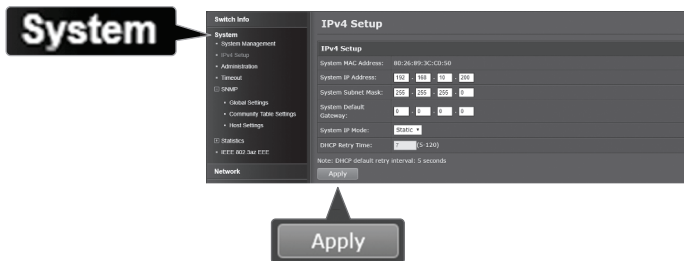 System
Switch Info
System
System Management
IPv4 Setup
Administration
Timeout
SNMP
Global Settings
Community Table Settings
Host Settings
Statistics
IEEE 802.3az EEE
Network
IPv4 Setup
IPv4 Setup
System MAC Address: 80:26:89:3C:C0:50
System IP Address: 192 . 168 . 10 . 200
System Subnet Mask: 255 . 255 . 255 . 0
System Default
Gateway: 0 . 0 . 0 . 0
System IP Mode: Static
DHCP Retry Time: 7 (5-120)
Note: DHCP default retry interval: 5 seconds
Apply
Apply